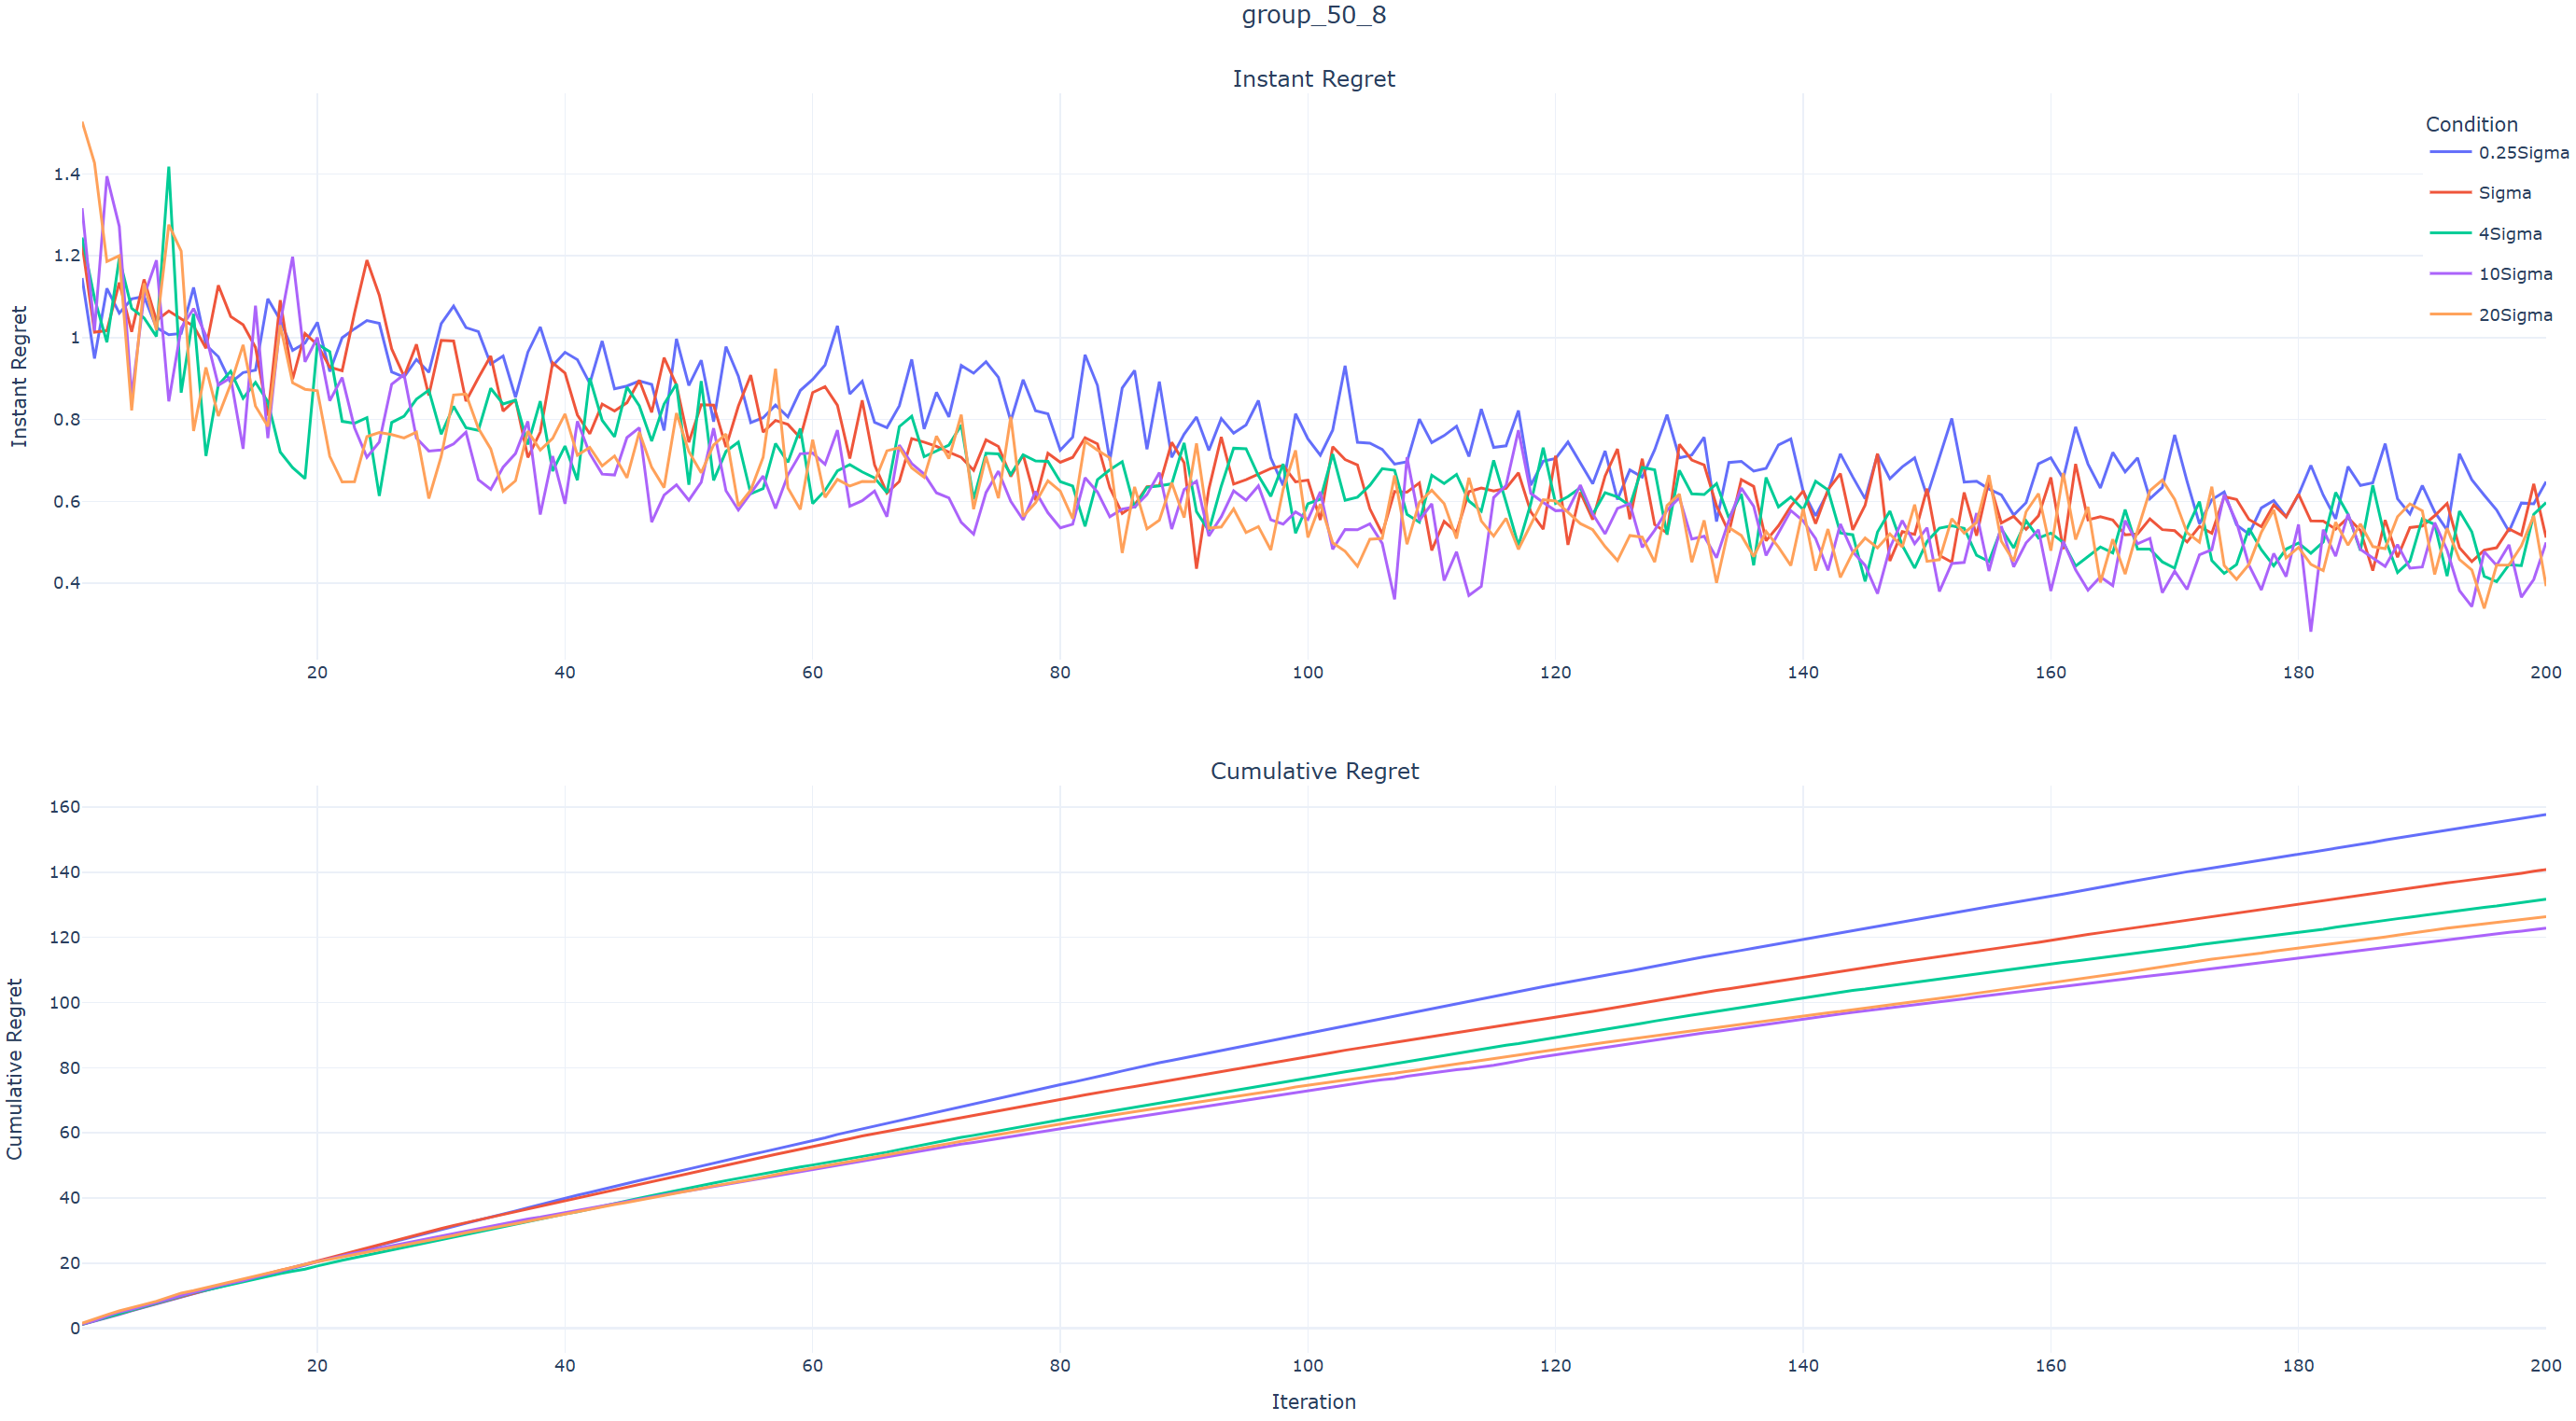 group_50_8
Instant Regret
Instant Regret
1.4
1.2
1
0.8
0.6
0.4
20 40 60 80 100 120 140 160 180 200
Condition
0.25Sigma
Sigma
4Sigma
10Sigma
20Sigma
Cumulative Regret
Cumulative Regret
160
140
120
100
80
60
40
20
0
20 40 60 80 100 120 140 160 180 200
Iteration